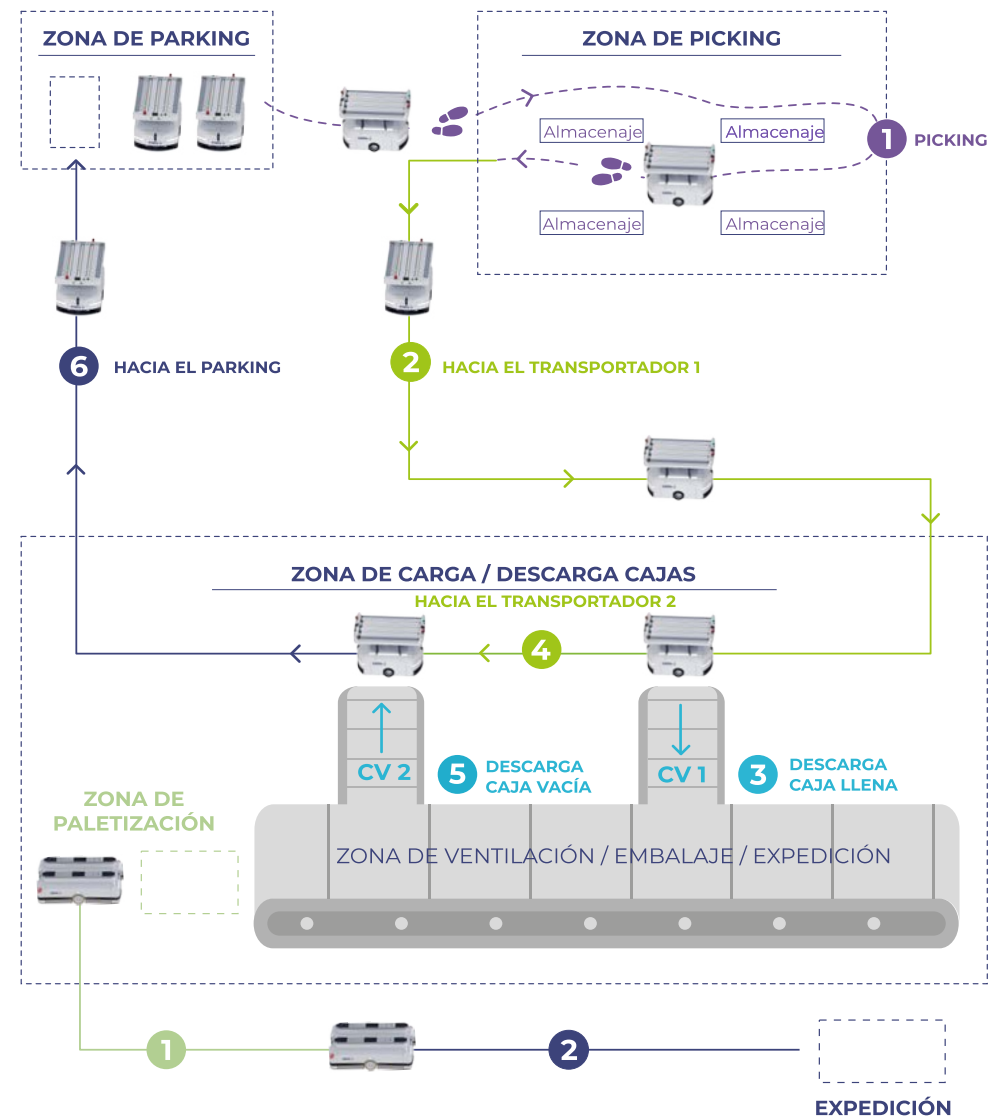 ZONA DE PARKING
ZONA DE PICKING
Almacenaje
Almacenaje
1
PICKING
Almacenaje
Almacenaje
6
HACIA EL PARKING
2
HACIA EL TRANSPORTADOR 1
ZONA DE CARGA / DESCARGA CAJAS
HACIA EL TRANSPORTADOR 2
4
CV 2
5
DESCARGA
CAJA VACÍA
CV 1
3
DESCARGA
CAJA LLENA
ZONA DE
PALETIZACIÓN
ZONA DE VENTILACIÓN / EMBALAJE / EXPEDICIÓN
1
2
EXPEDICIÓN